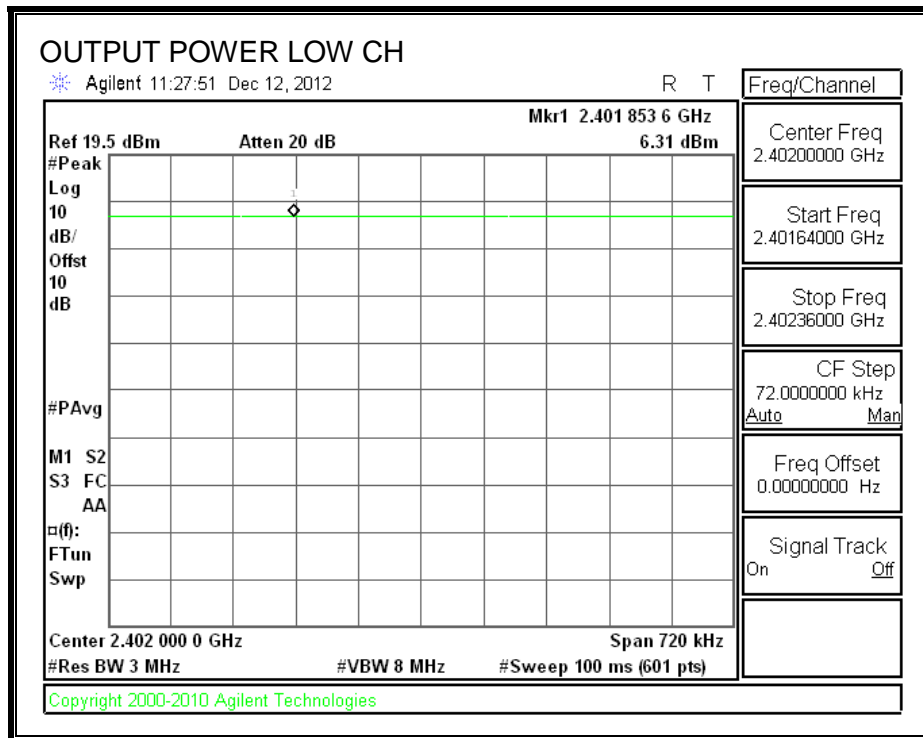 OUTPUT POWER LOW CH
Agilent 11:27:51 Dec 12, 2012 R T
Mkr1 2.401 853 6 GHz
Ref 19.5 dBm Atten 20 dB 6.31 dBm
#Peak
Log
10
dB/
Offst
10
dB
1
#PAvg
M1 S2
S3 FC
AA
¤(f):
FTun
Swp
Center 2.402 000 0 GHz Span 720 kHz
#Res BW 3 MHz #VBW 8 MHz #Sweep 100 ms (601 pts)
Copyright 2000-2010 Agilent Technologies
Freq/Channel
Center Freq
2.40200000 GHz
Start Freq
2.40164000 GHz
Stop Freq
2.40236000 GHz
CF Step
72.0000000 kHz
Auto Man
Freq Offset
0.00000000 Hz
Signal Track
On Off